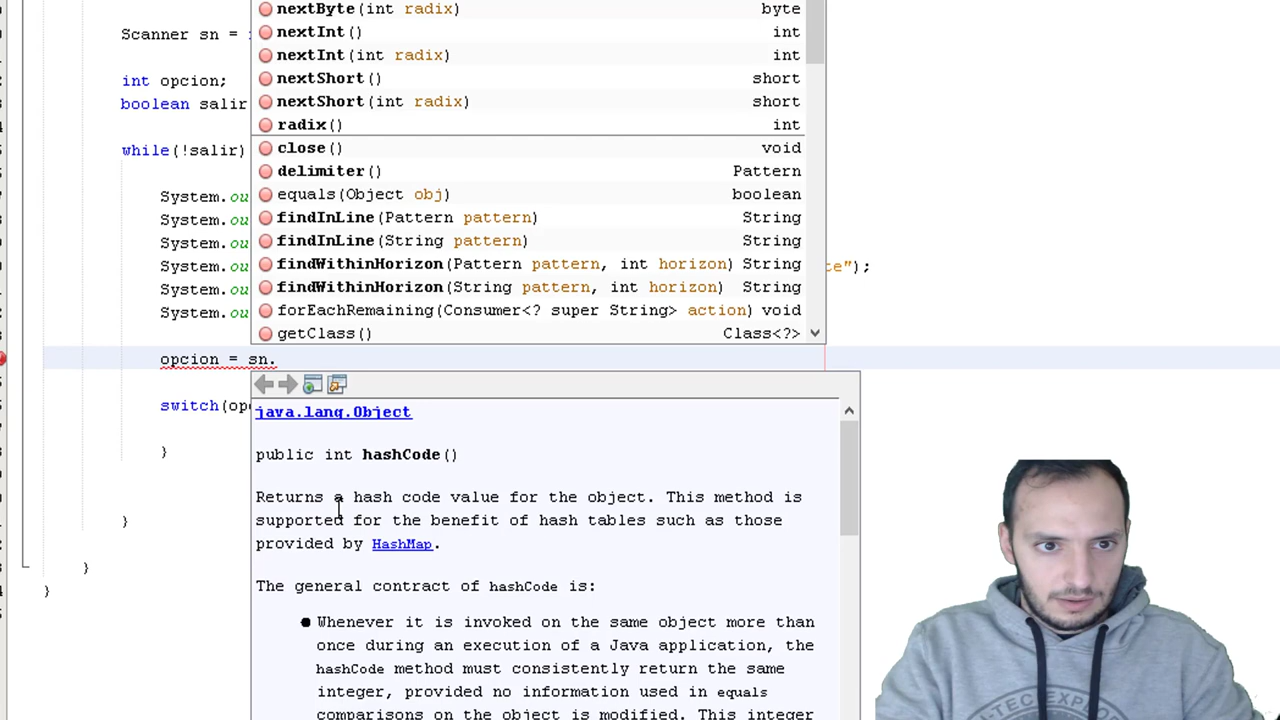 nextByte(int radix) byte
Scanner sn = nextInt() int
nextInt(int radix) int
int opcion; nextShort() short
boolean salir nextShort(int radix) short
radix() int
while(!salir) close() void
delimiter() Pattern
System.ou equals(Object obj) boolean
System.ou findInLine(Pattern pattern) String
System.ou findInLine(String pattern) String
System.ou findWithinHorizon(Pattern pattern, int horizon) String te");
System.ou findWithinHorizon(String pattern, int horizon) String
System.ou forEachRemaining(Consumer<? super String> action) void
getClass() Class<?>
opcion = sn.
switch(op
}
}
}
}
java.lang.Object
public int hashCode()
Returns a hash code value for the object. This method is
supported for the benefit of hash tables such as those
provided by HashMap.
The general contract of hashCode is:
● Whenever it is invoked on the same object more than
once during an execution of a Java application, the
hashCode method must consistently return the same
integer, provided no information used in equals
comparisons on the object is modified. This integer